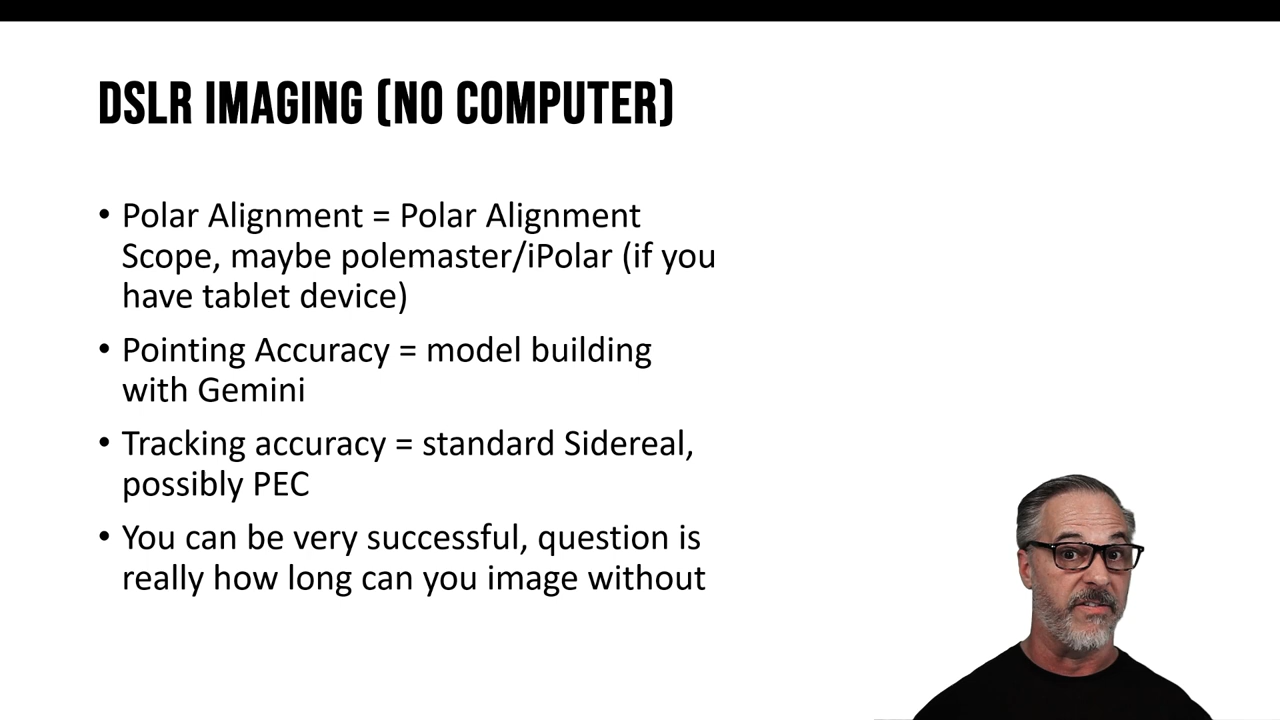 DSLR IMAGING (NO COMPUTER)
• Polar Alignment = Polar Alignment
Scope, maybe polemaster/iPolar (if you
have tablet device)
• Pointing Accuracy = model building
with Gemini
• Tracking accuracy = standard Sidereal,
possibly PEC
• You can be very successful, question is
really how long can you image without